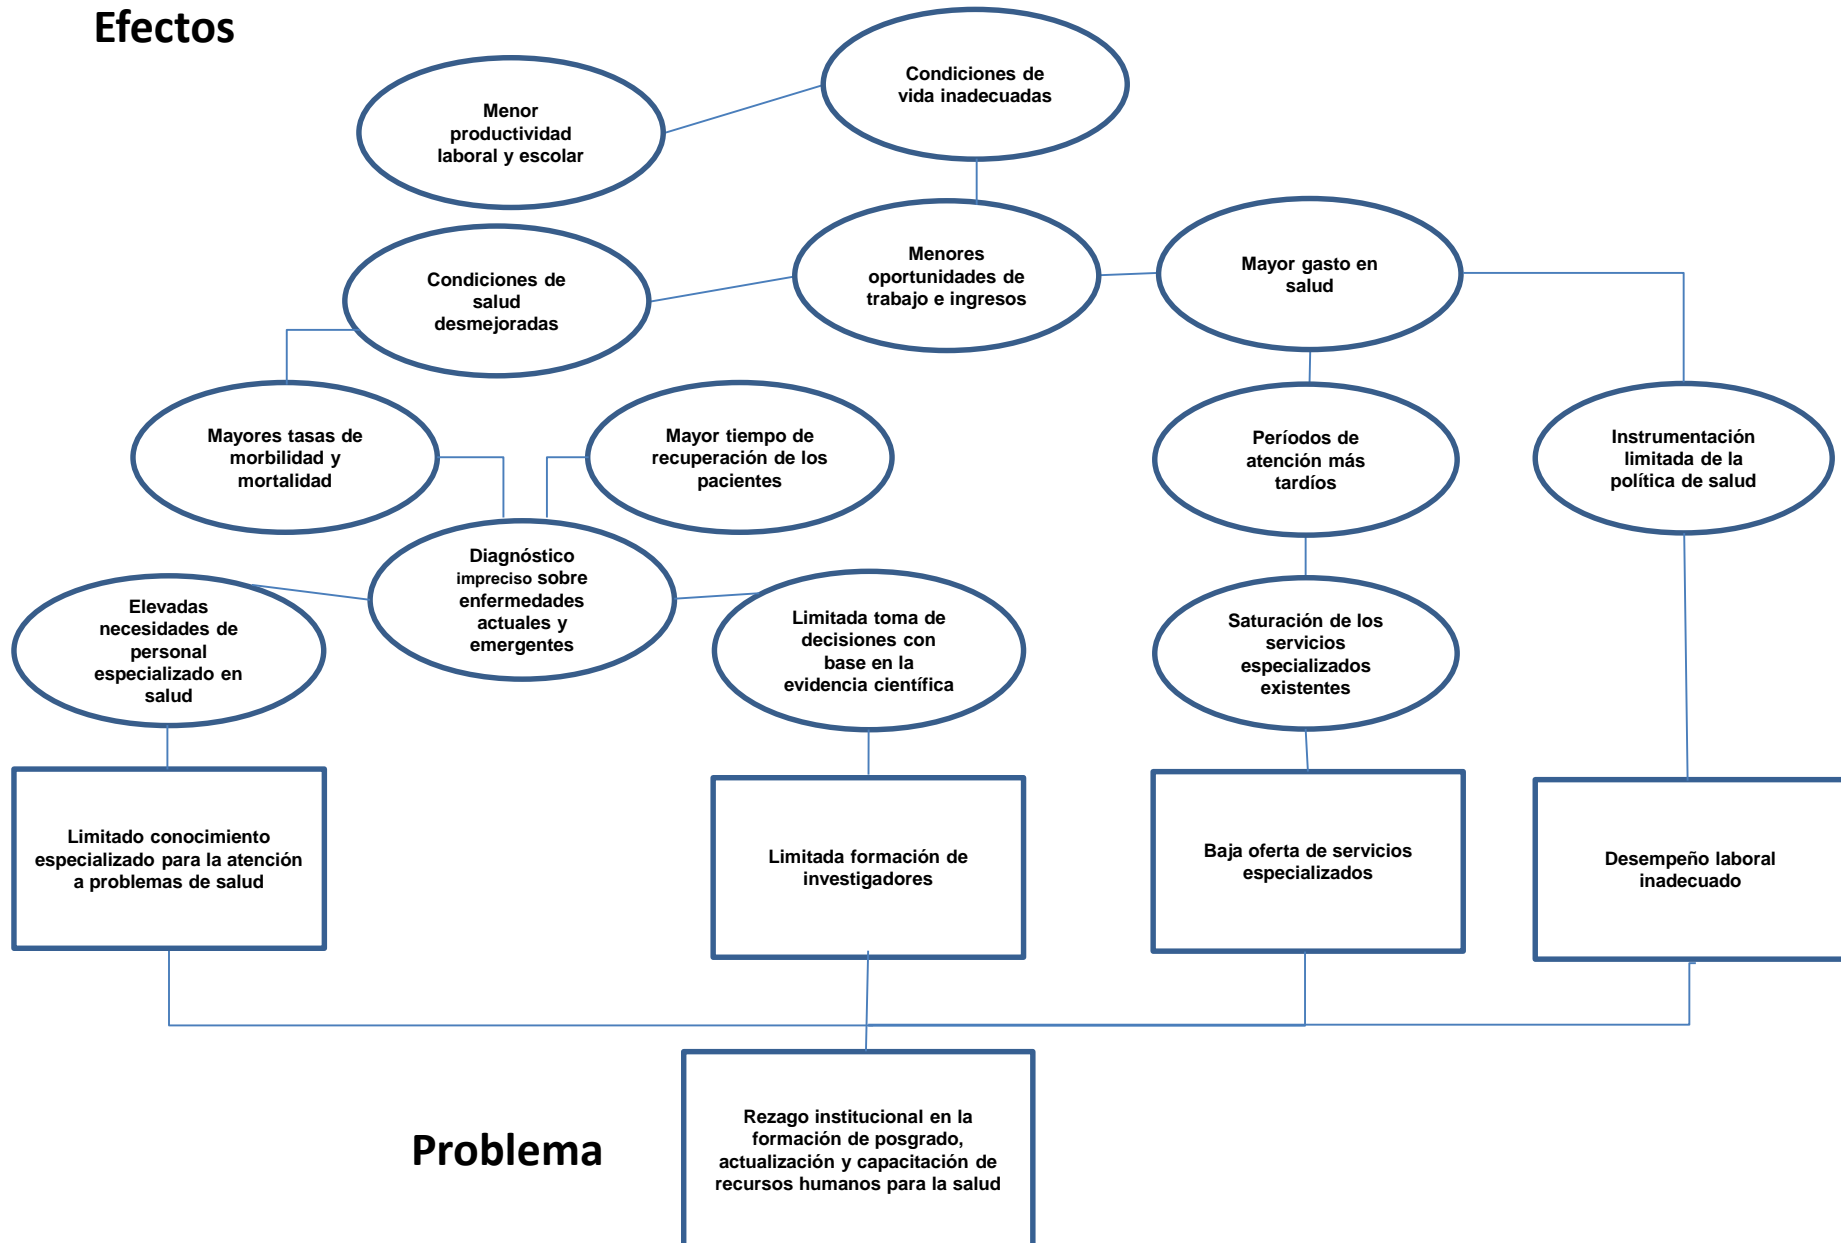 Efectos
Condiciones de
vida inadecuadas
Menor
productividad
laboral y escolar
Menores
oportunidades de
trabajo e ingresos
Mayor gasto en
salud
Condiciones de
salud
desmejoradas
Mayores tasas de
morbilidad y
mortalidad
Mayor tiempo de
recuperación de los
pacientes
Períodos de
atención más
tardíos
Instrumentación
limitada de la
política de salud
Diagnóstico
impreciso sobre
enfermedades
actuales y
emergentes
Elevadas
necesidades de
personal
especializado en
salud
Limitada toma de
decisiones con
base en la
evidencia científica
Saturación de los
servicios
especializados
existentes
Limitado conocimiento
especializado para la atención
a problemas de salud
Limitada formación de
investigadores
Baja oferta de servicios
especializados
Desempeño laboral
inadecuado
Problema
Rezago institucional en la
formación de posgrado,
actualización y capacitación de
recursos humanos para la salud